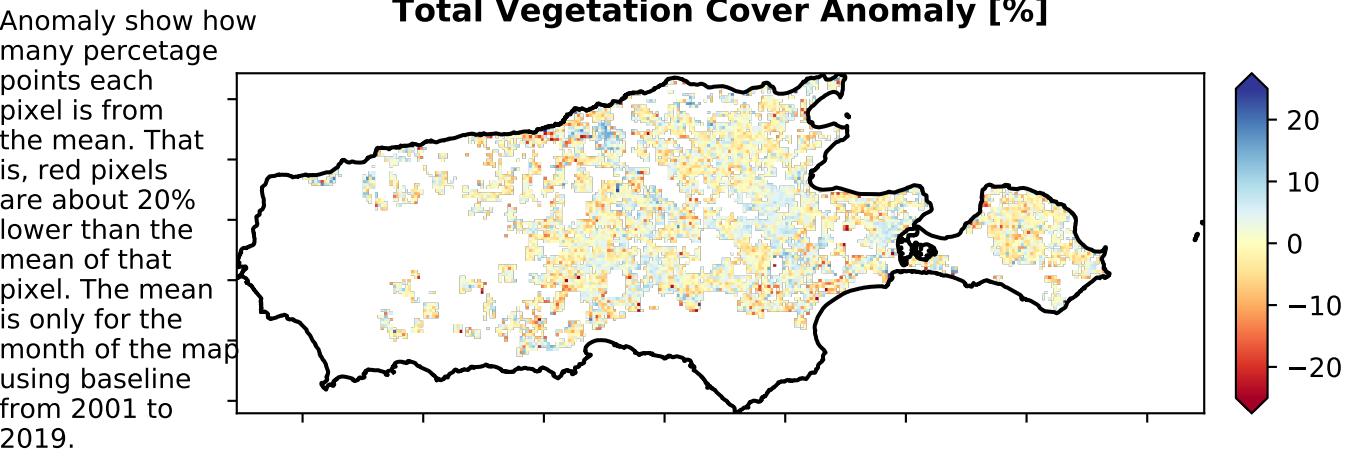 Total Vegetation Cover Anomaly [%]
Anomaly show how
many percetage
points each
pixel is from
the mean. That
is, red pixels
are about 20%
lower than the
mean of that
pixel. The mean
is only for the
month of the map
using baseline
from 2001 to
2019.
20
10
0
−10
−20